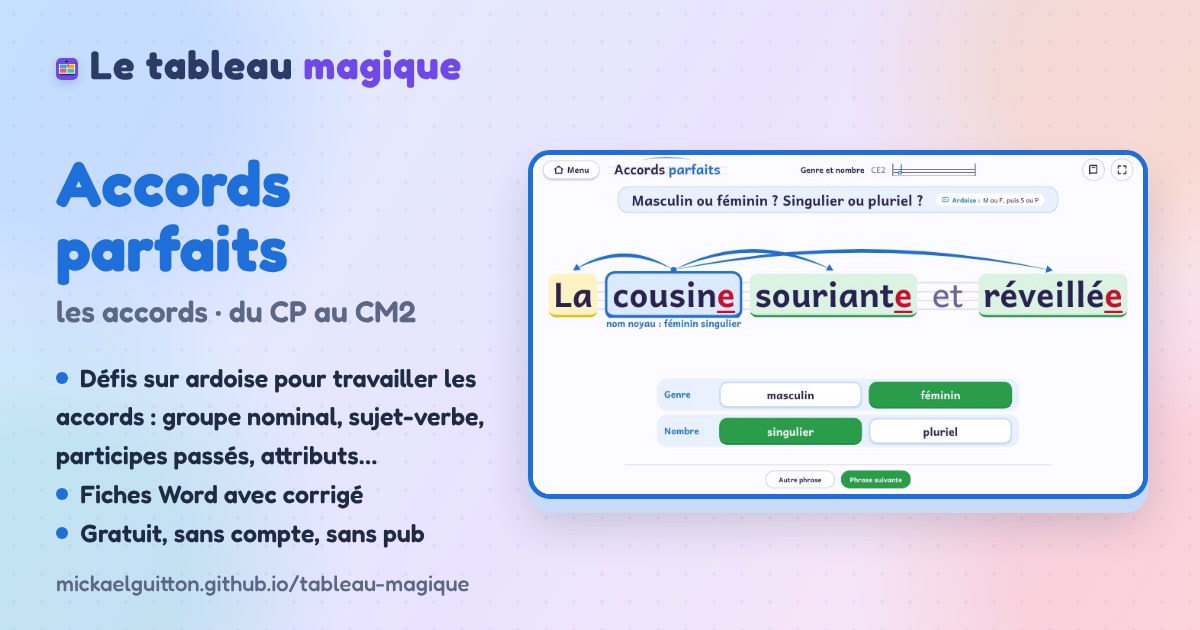 Le tableau magique
Accords
parfaits
les accords · du CP au CM2
Défis sur ardoise pour travailler les
accords : groupe nominal, sujet-verbe,
participes passés, attributs...
Fiches Word avec corrigé
Gratuit, sans compte, sans pub
mickaelguitton.github.io/tableau-magique
Menu
Accords parfaits
Genre et nombre CE2
Masculin ou féminin ? Singulier ou pluriel ?
Ardoise : M ou F, puis S ou P
La cousine souriante et réveillée
nom noyau : féminin singulier
Genre masculin féminin
Nombre singulier pluriel
Autre phrase Phrase suivante